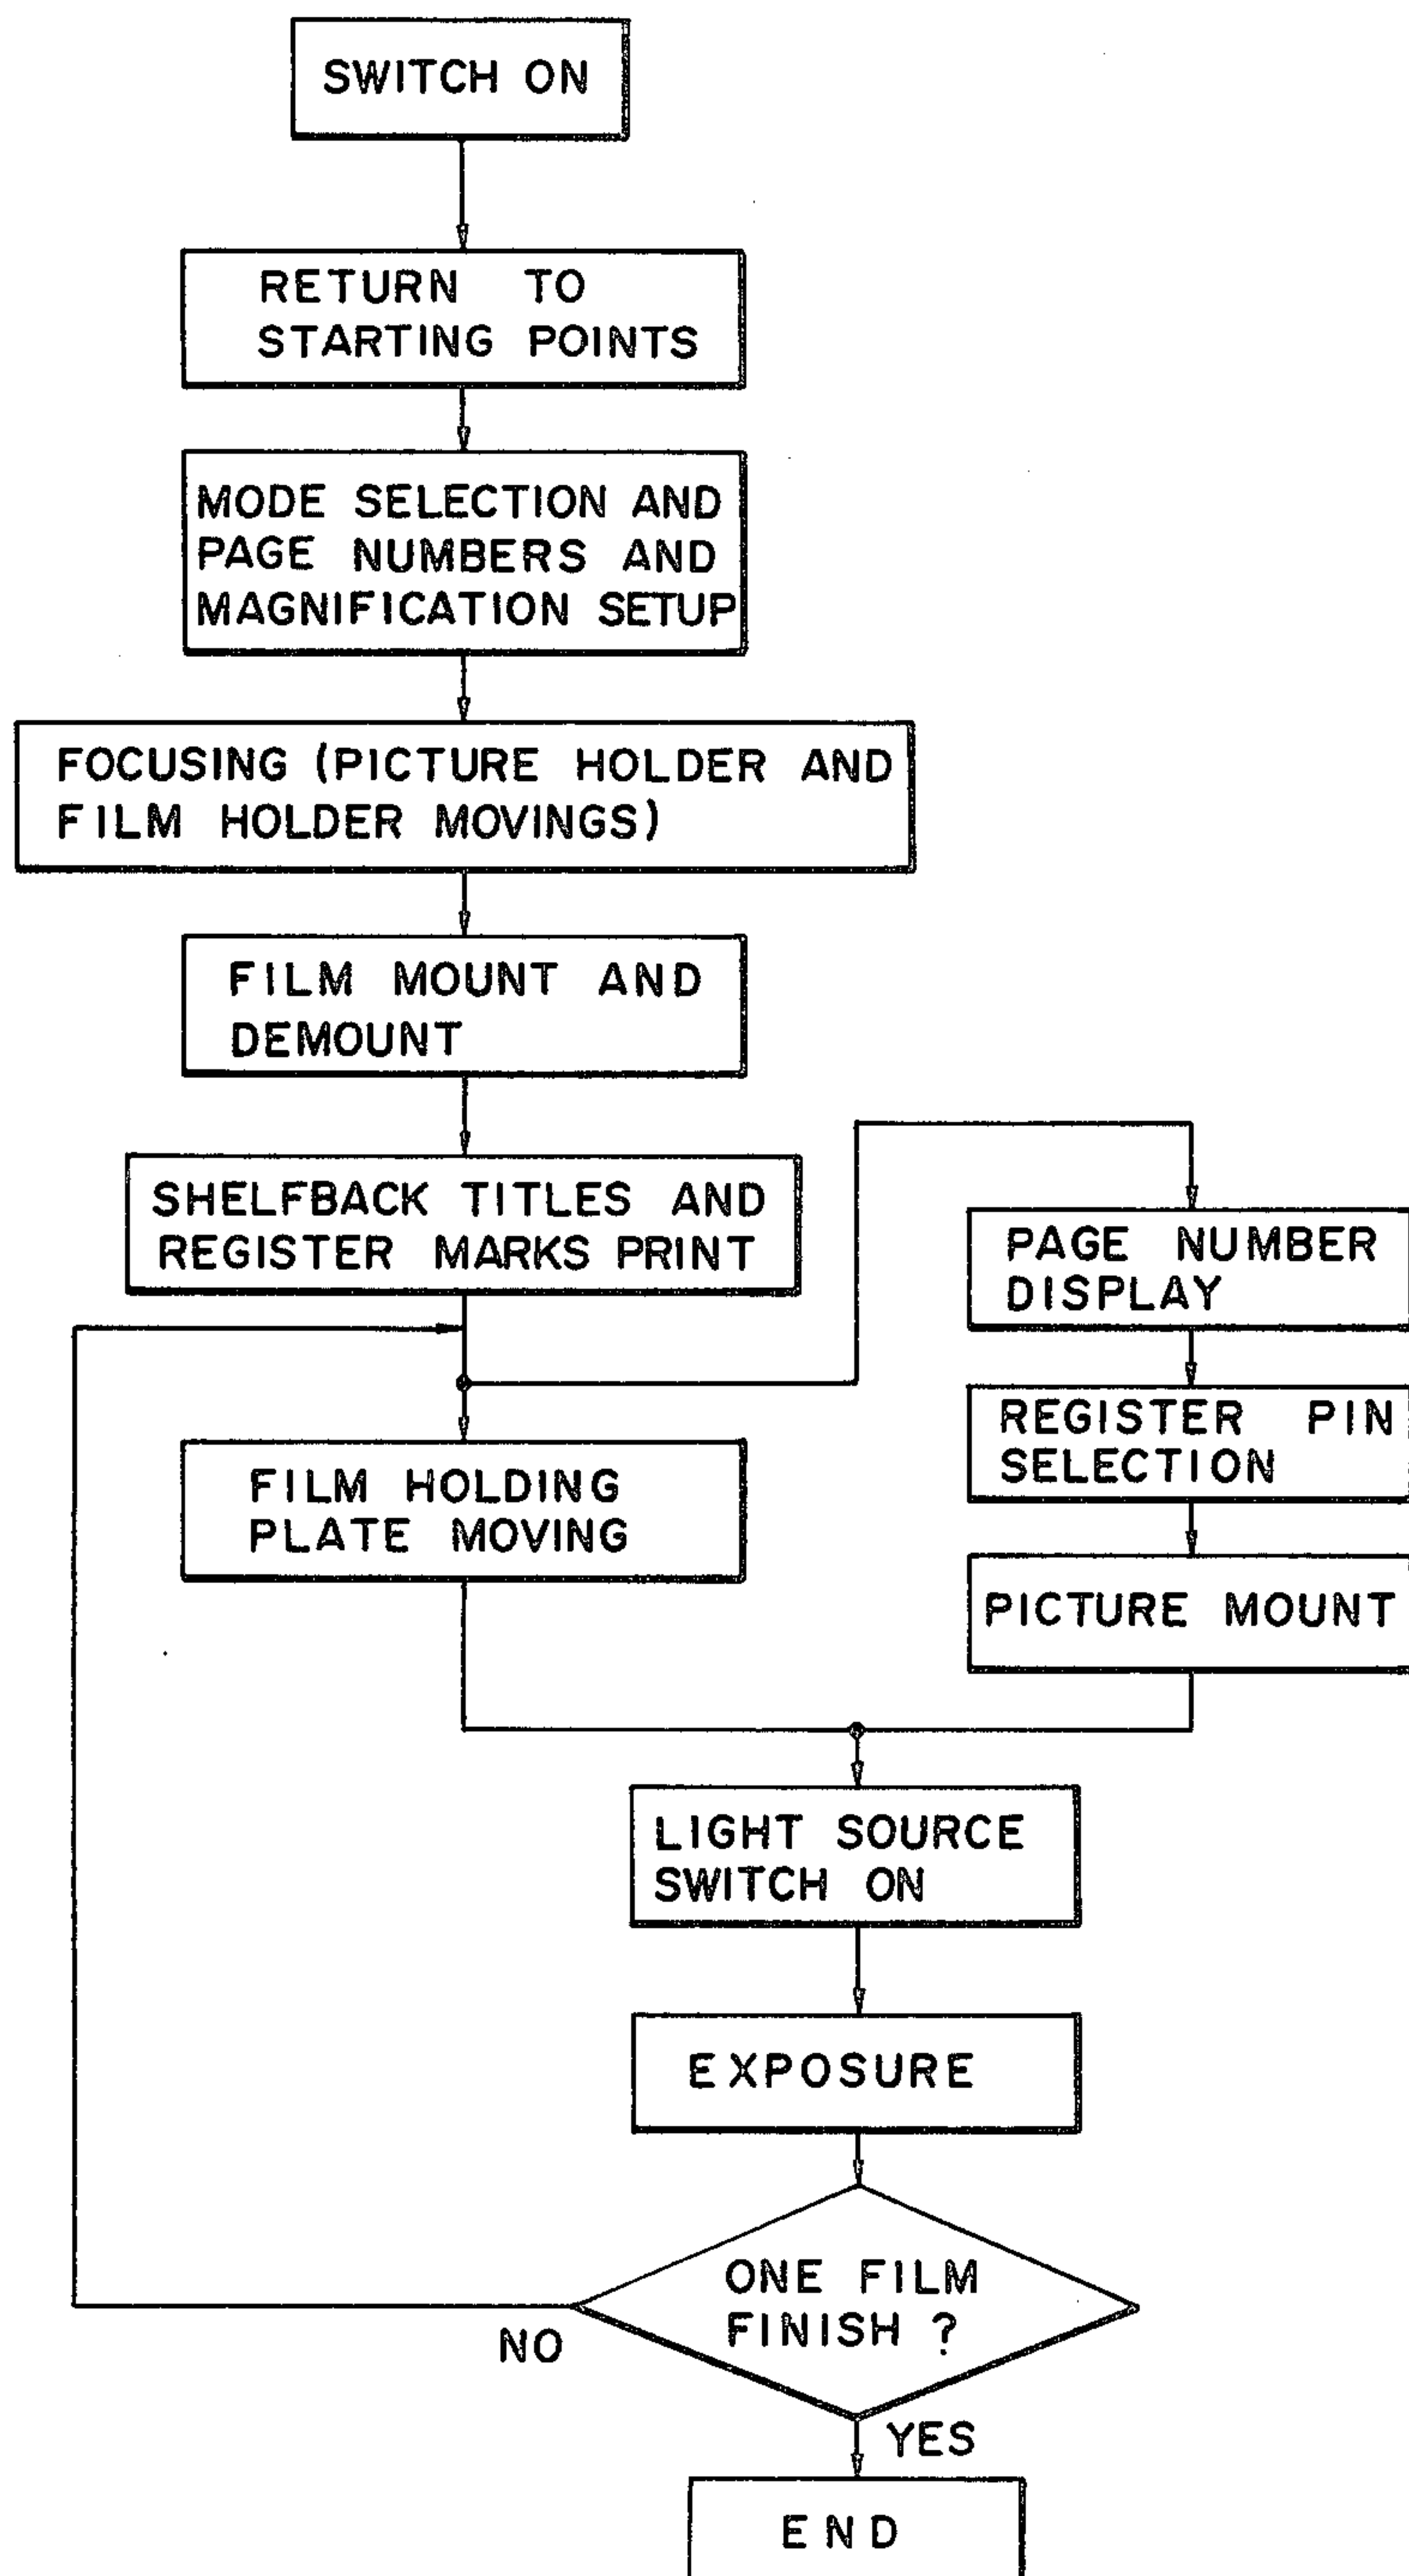 SWITCH ON
RETURN TO
STARTING POINTS
MODE SELECTION AND
PAGE NUMBERS AND
MAGNIFICATION SETUP
FOCUSING (PICTURE HOLDER AND
FILM HOLDER MOVINGS)
FILM MOUNT AND
DEMOUNT
SHELFBACK TITLES AND
REGISTER MARKS PRINT
PAGE NUMBER
DISPLAY
REGISTER PIN
SELECTION
PICTURE MOUNT
FILM HOLDING
PLATE MOVING
LIGHT SOURCE
SWITCH ON
EXPOSURE
ONE FILM
FINISH ?
NO
YES
END